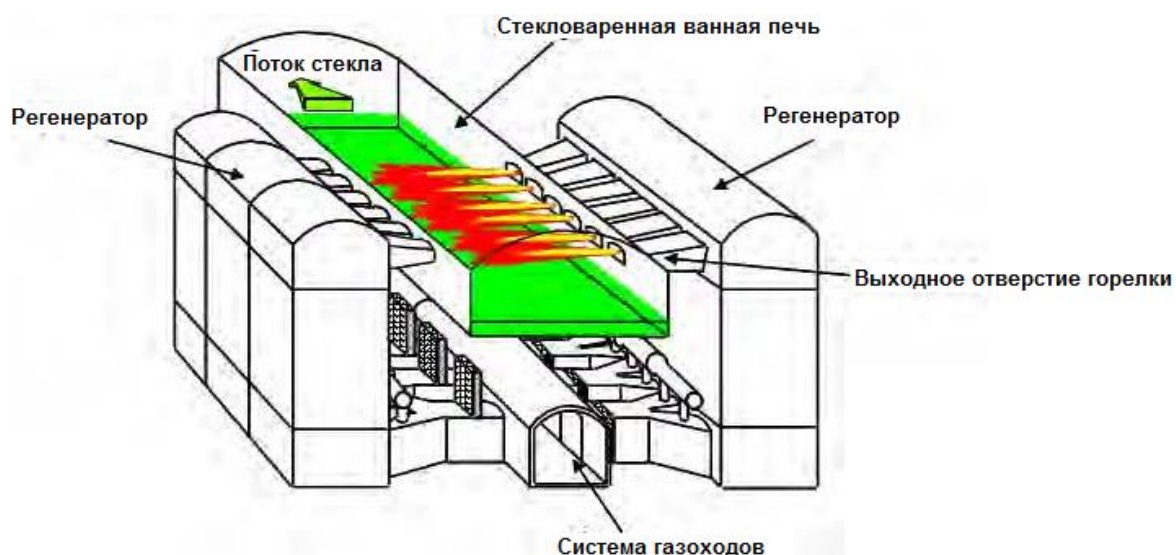 Стекловаренная ванная печь
Поток стекла
Регенератор
Регенератор
Выходное отверстие горелки
Система газоходов